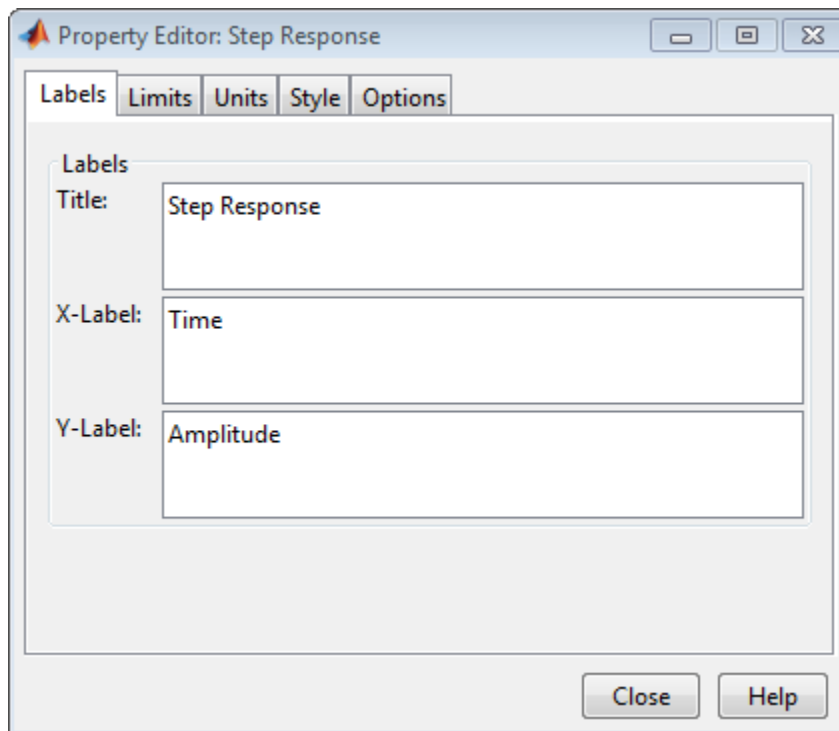 Property Editor: Step Response
Labels Limits Units Style Options
Labels
Title: Step Response
X-Label: Time
Y-Label: Amplitude
Close Help